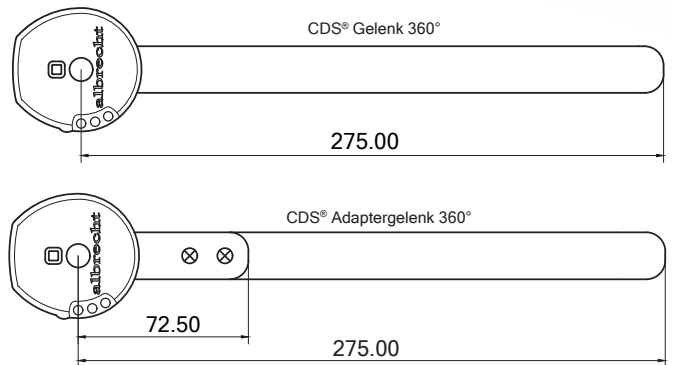 CDS® Gelenk 360°
albrecht
275.00
CDS® Adaptergelenk 360°
albrecht
72.50
275.00